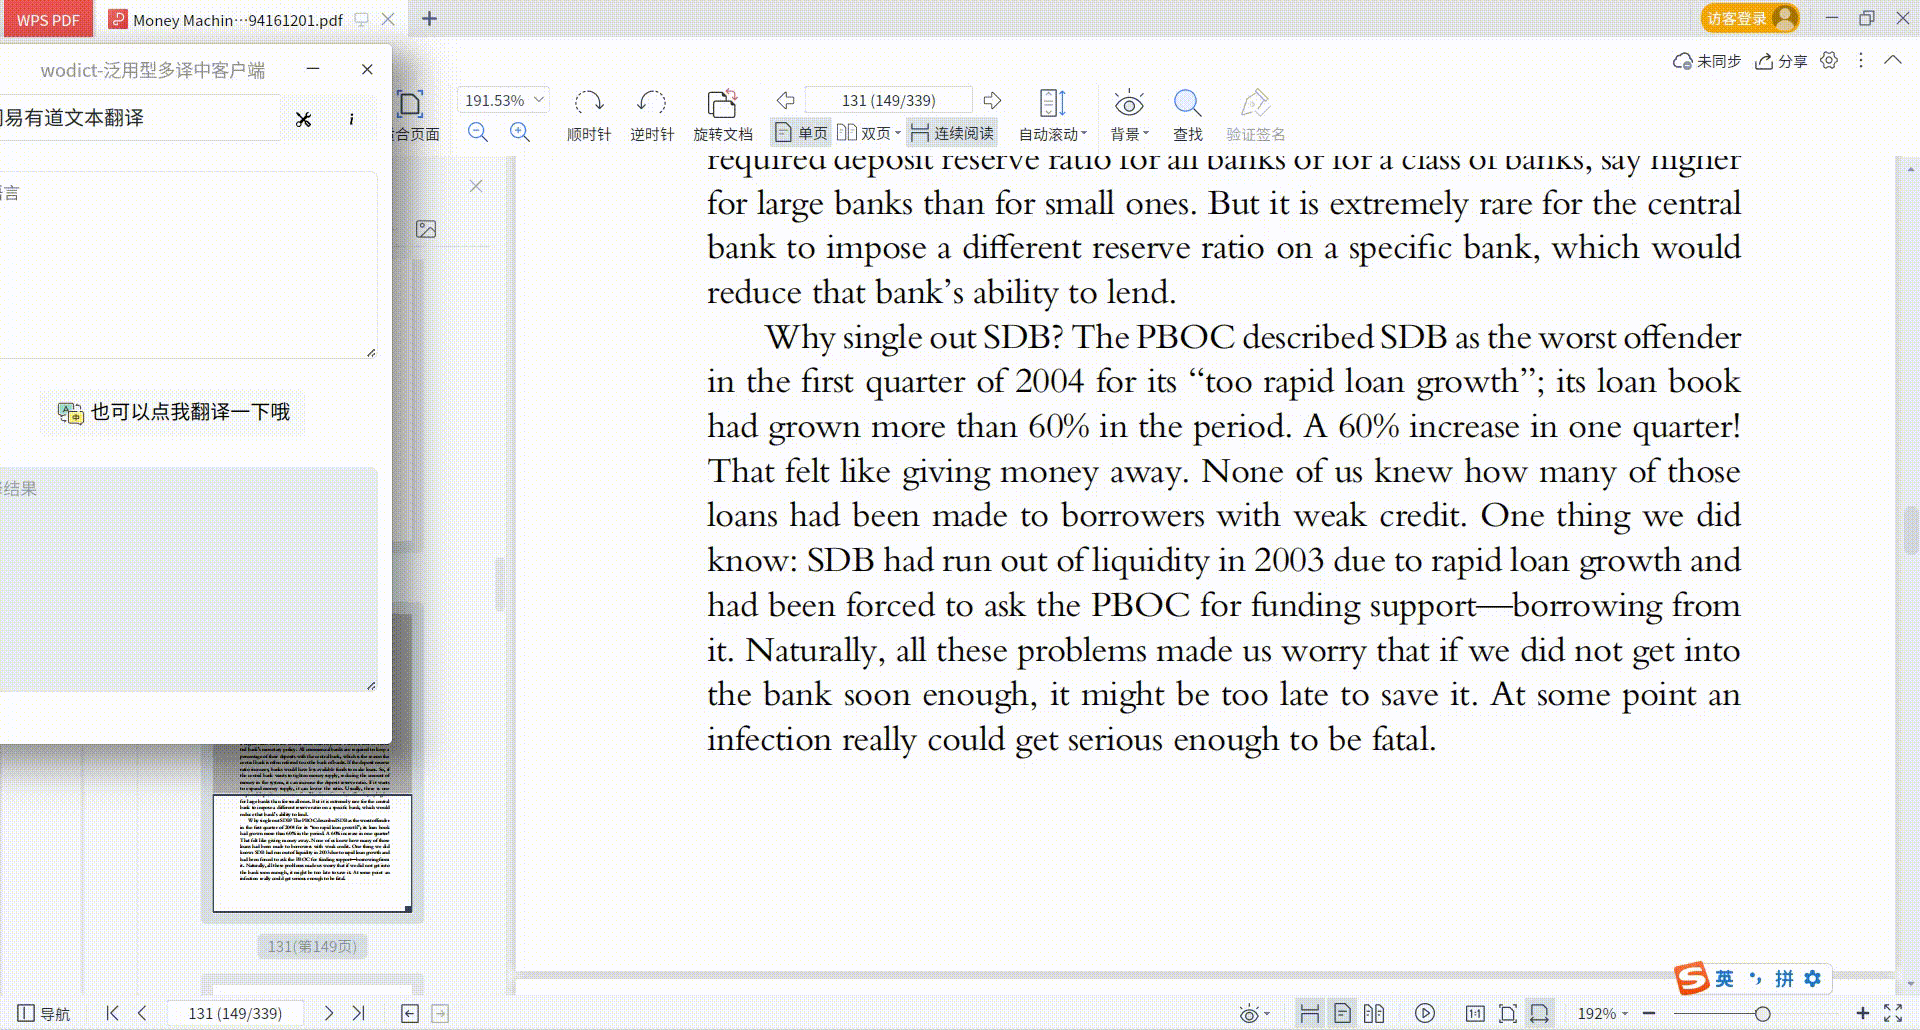 WPS PDF
Money Machin···94161201.pdf
访客登录
wodict-泛用型多译中客户端
未同步
分享
易有道文本翻译
191.53%
合页面
顺时针
逆时针
旋转文档
131 (149/339)
单页
双页
连续阅读
自动滚动
背景
查找
验证签名
言
也可以点我翻译一下哦
结果
required deposit reserve ratio for all banks or for a class of banks, say higher
for large banks than for small ones. But it is extremely rare for the central
bank to impose a different reserve ratio on a specific bank, which would
reduce that bank’s ability to lend.
Why single out SDB? The PBOC described SDB as the worst offender
in the first quarter of 2004 for its “too rapid loan growth”; its loan book
had grown more than 60% in the period. A 60% increase in one quarter!
That felt like giving money away. None of us knew how many of those
loans had been made to borrowers with weak credit. One thing we did
know: SDB had run out of liquidity in 2003 due to rapid loan growth and
had been forced to ask the PBOC for funding support—borrowing from
it. Naturally, all these problems made us worry that if we did not get into
the bank soon enough, it might be too late to save it. At some point an
infection really could get serious enough to be fatal.
131(第149页)
英 拼
导航
131 (149/339)
1:1
192%